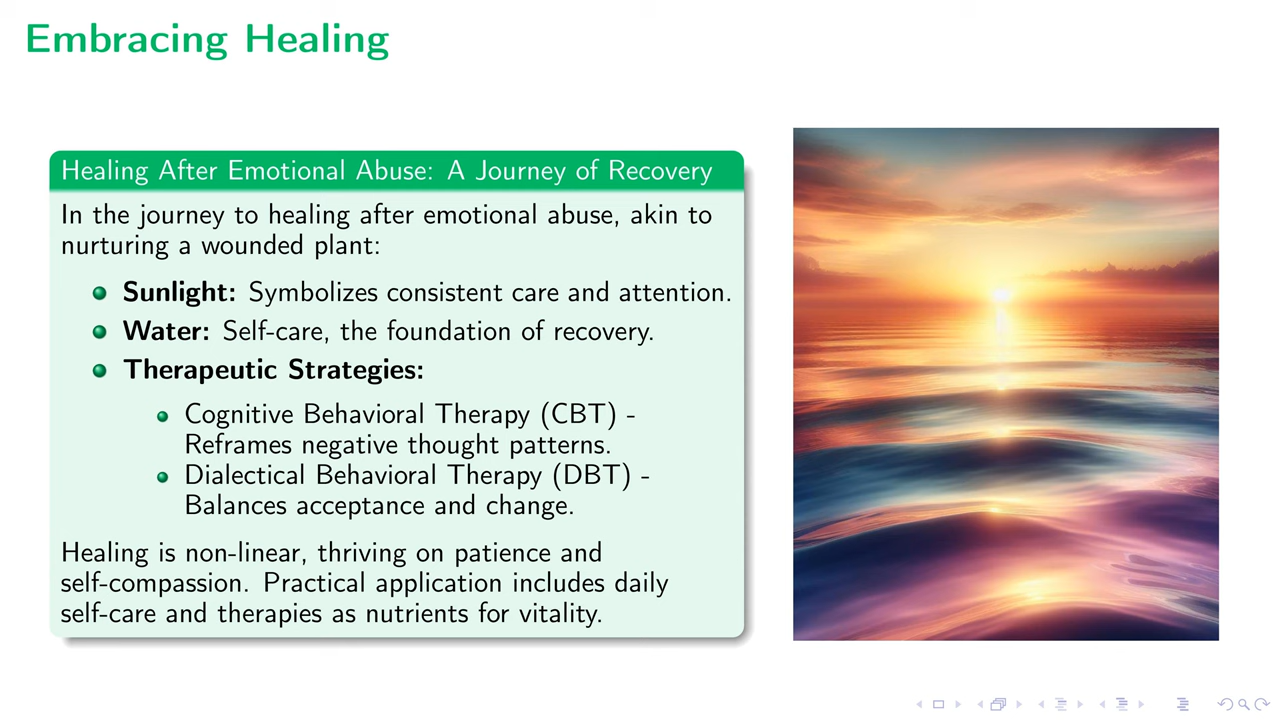 Embracing Healing
Healing After Emotional Abuse: A Journey of Recovery
In the journey to healing after emotional abuse, akin to
nurturing a wounded plant:
Sunlight: Symbolizes consistent care and attention.
Water: Self-care, the foundation of recovery.
Therapeutic Strategies:
Cognitive Behavioral Therapy (CBT) -
Reframes negative thought patterns.
Dialectical Behavioral Therapy (DBT) -
Balances acceptance and change.
Healing is non-linear, thriving on patience and
self-compassion. Practical application includes daily
self-care and therapies as nutrients for vitality.